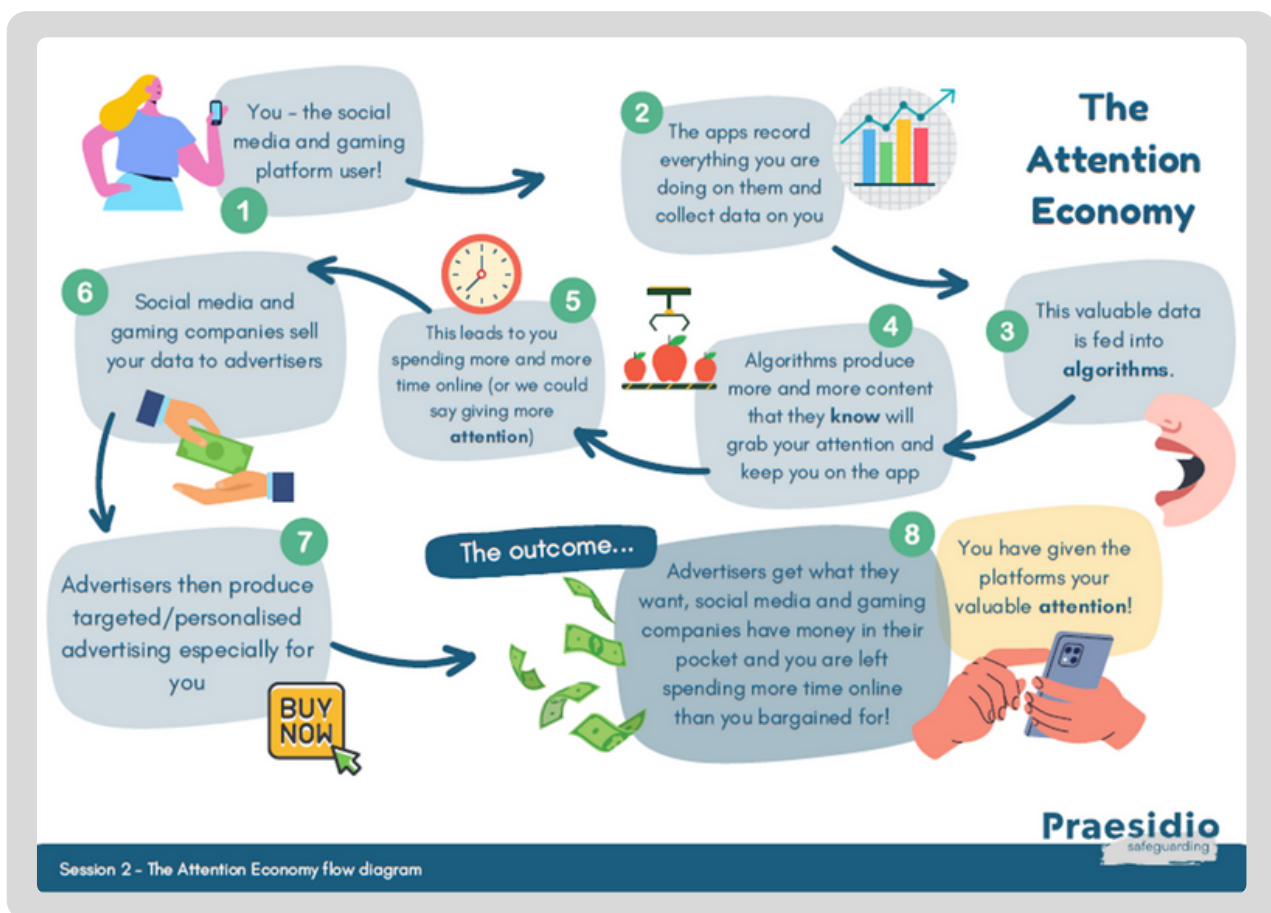 The
Attention
Economy
1
You - the social
media and gaming
platform user!
2
The apps record
everything you are
doing on them and
collect data on you
3
This valuable data
is fed into
algorithms.
4
Algorithms produce
more and more content
that they know will
grab your attention and
keep you on the app
5
This leads to you
spending more and more
time online (or we could
say giving more
attention)
6
Social media and
gaming companies sell
your data to advertisers
7
Advertisers then produce
targeted/personalised
advertising especially for
you
BUY
NOW
The outcome...
8
Advertisers get what they
want, social media and gaming
companies have money in their
pocket and you are left
spending more time online
than you bargained for!
You have given the
platforms your
valuable attention!
Praesidio
safeguarding
Session 2 - The Attention Economy flow diagram